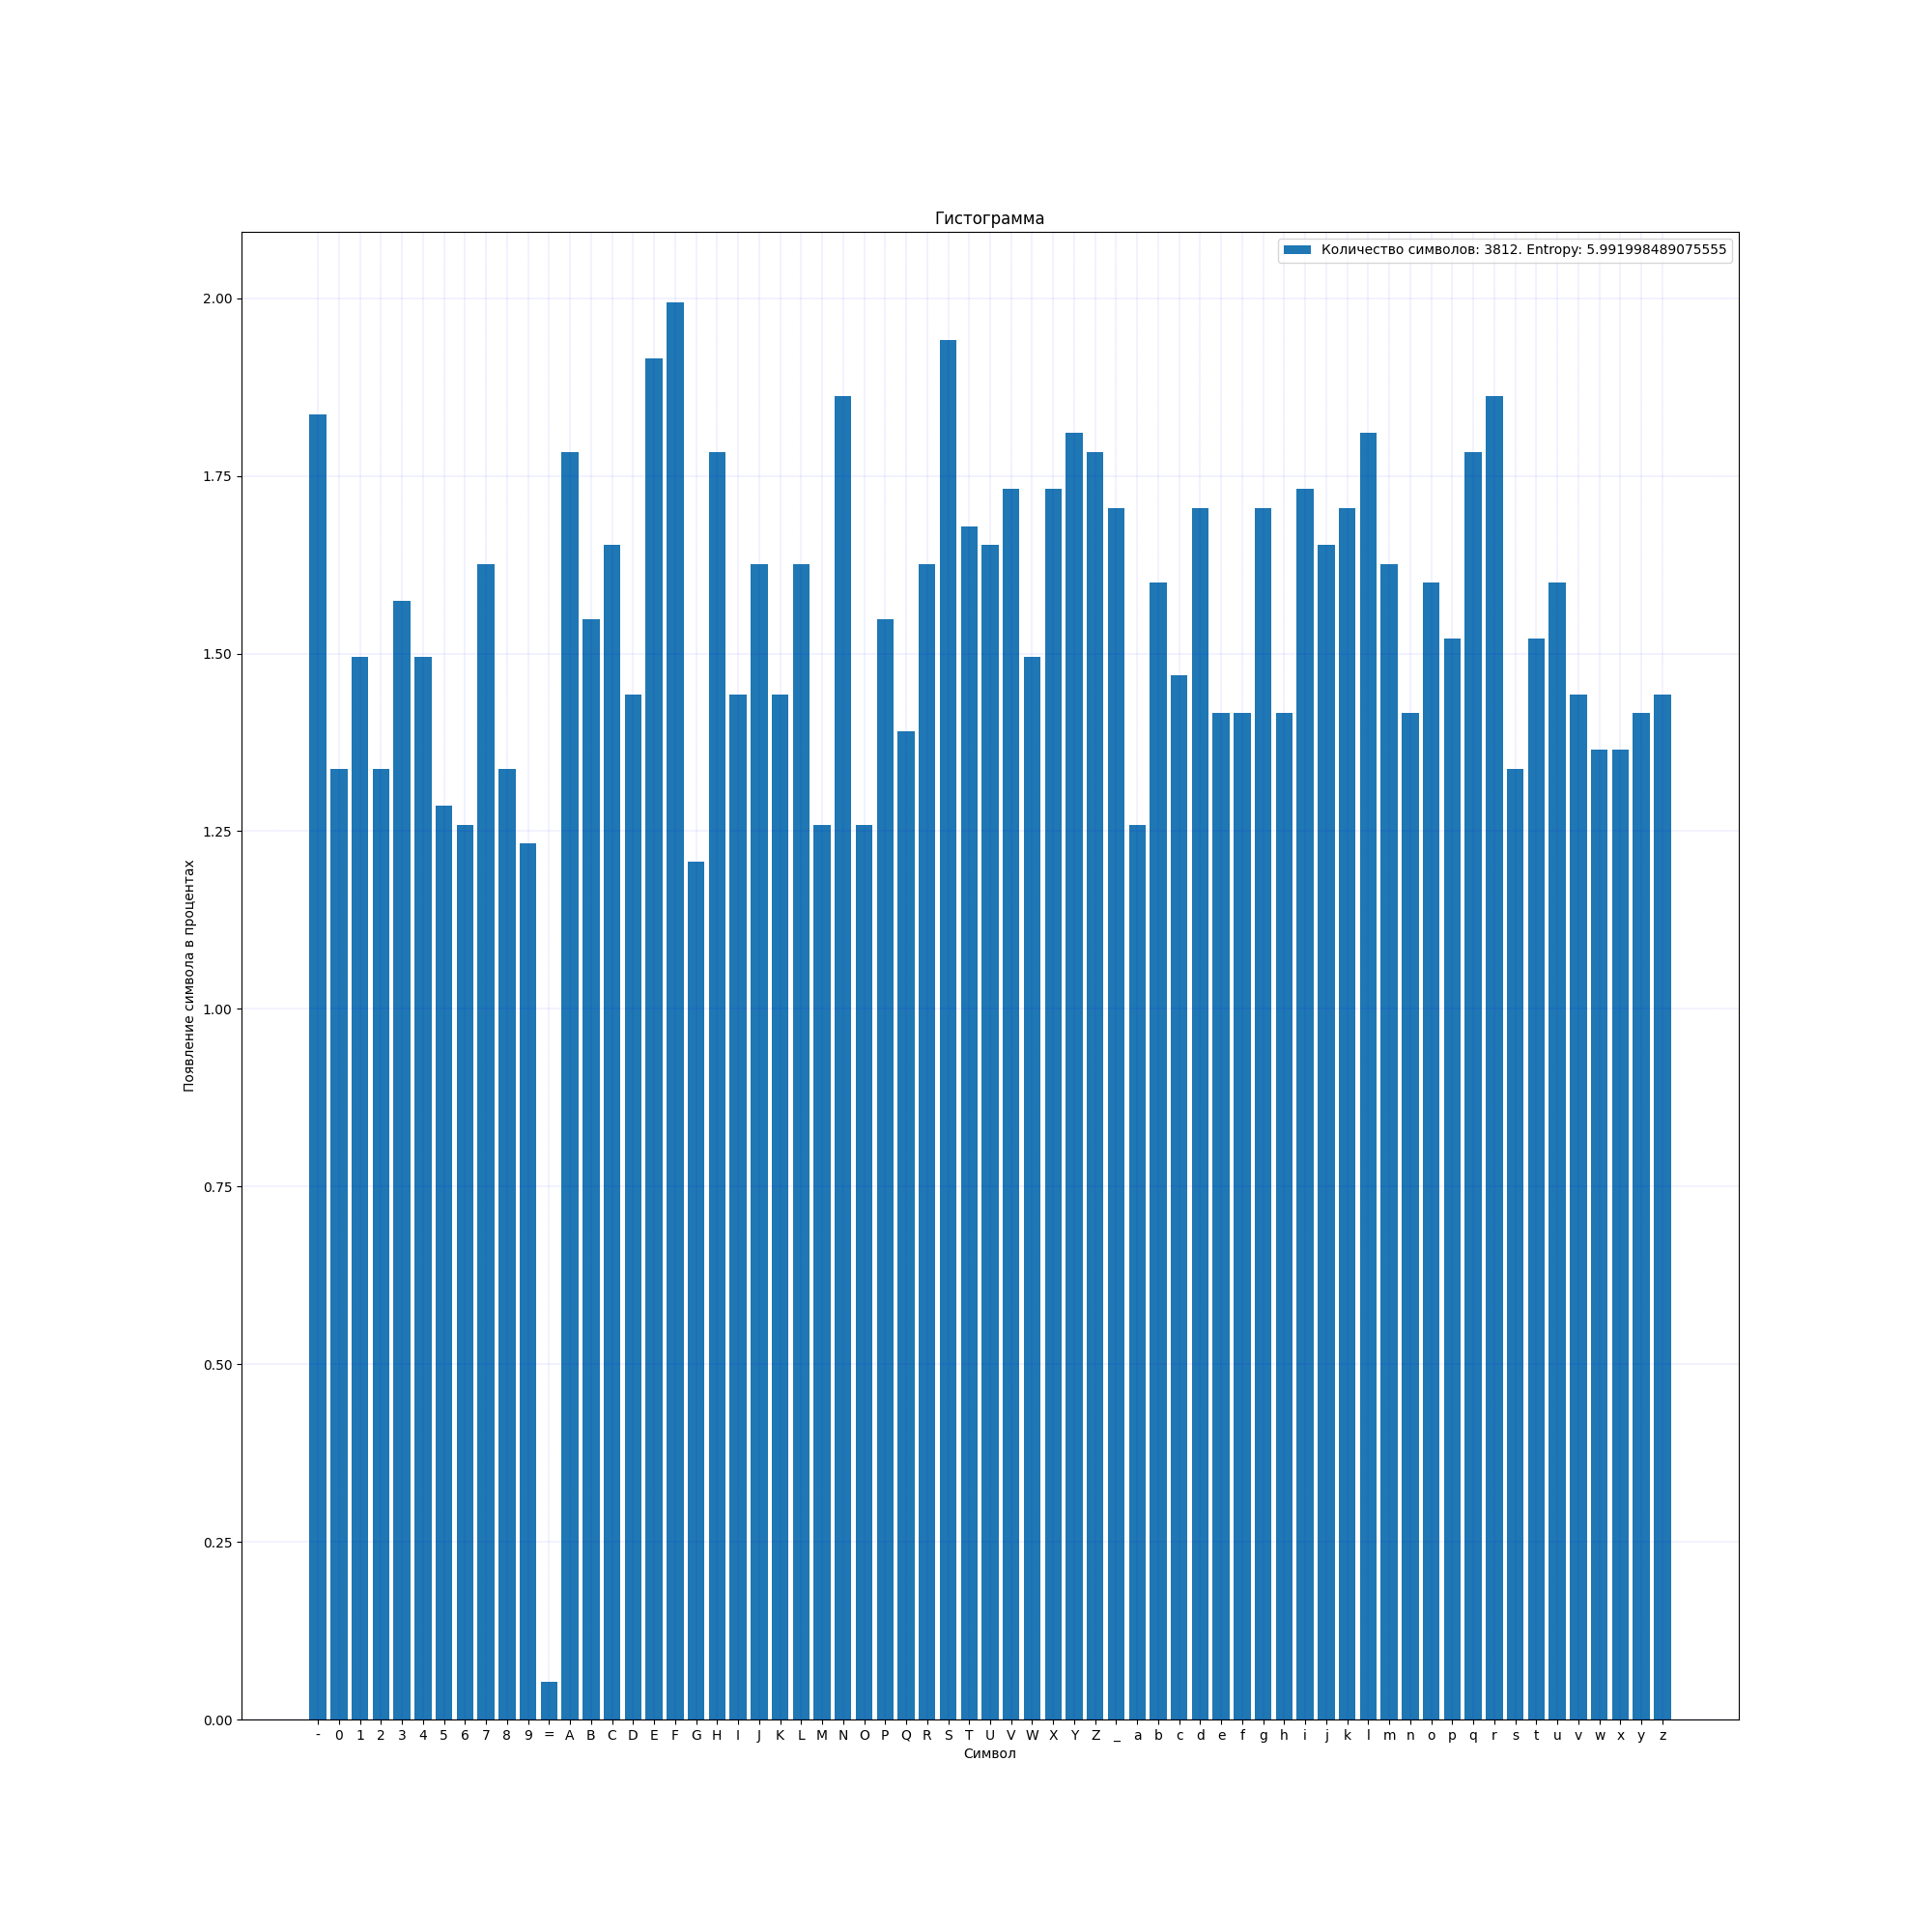 Гистограмма
Количество символов: 3812. Entropy: 5.991998489075555
2.00
1.75
1.50
1.25
1.00
0.75
0.50
0.25
0.00
Появление символа в процентах
- 0 1 2 3 4 5 6 7 8 9 = A B C D E F G H I J K L M N O P Q R S T U V W X Y Z _ a b c d e f g h i j k l m n o p q r s t u v w x y z
Символ